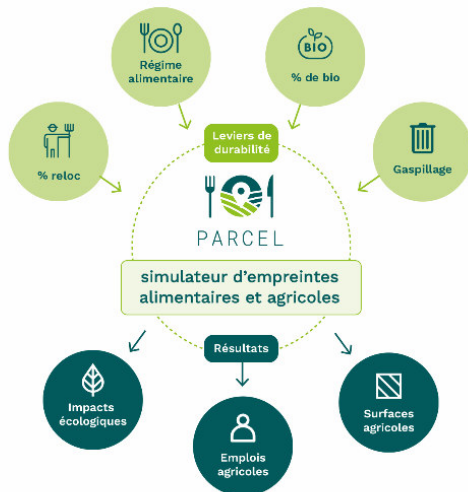 Régime
alimentaire
BIO
% de bio
% reloc
Leviers de
durabilité
Gaspillage
PARCEL
simulateur d'empreintes
alimentaires et agricoles
Résultats
Impacts
écologiques
Emplois
agricoles
Surfaces
agricoles